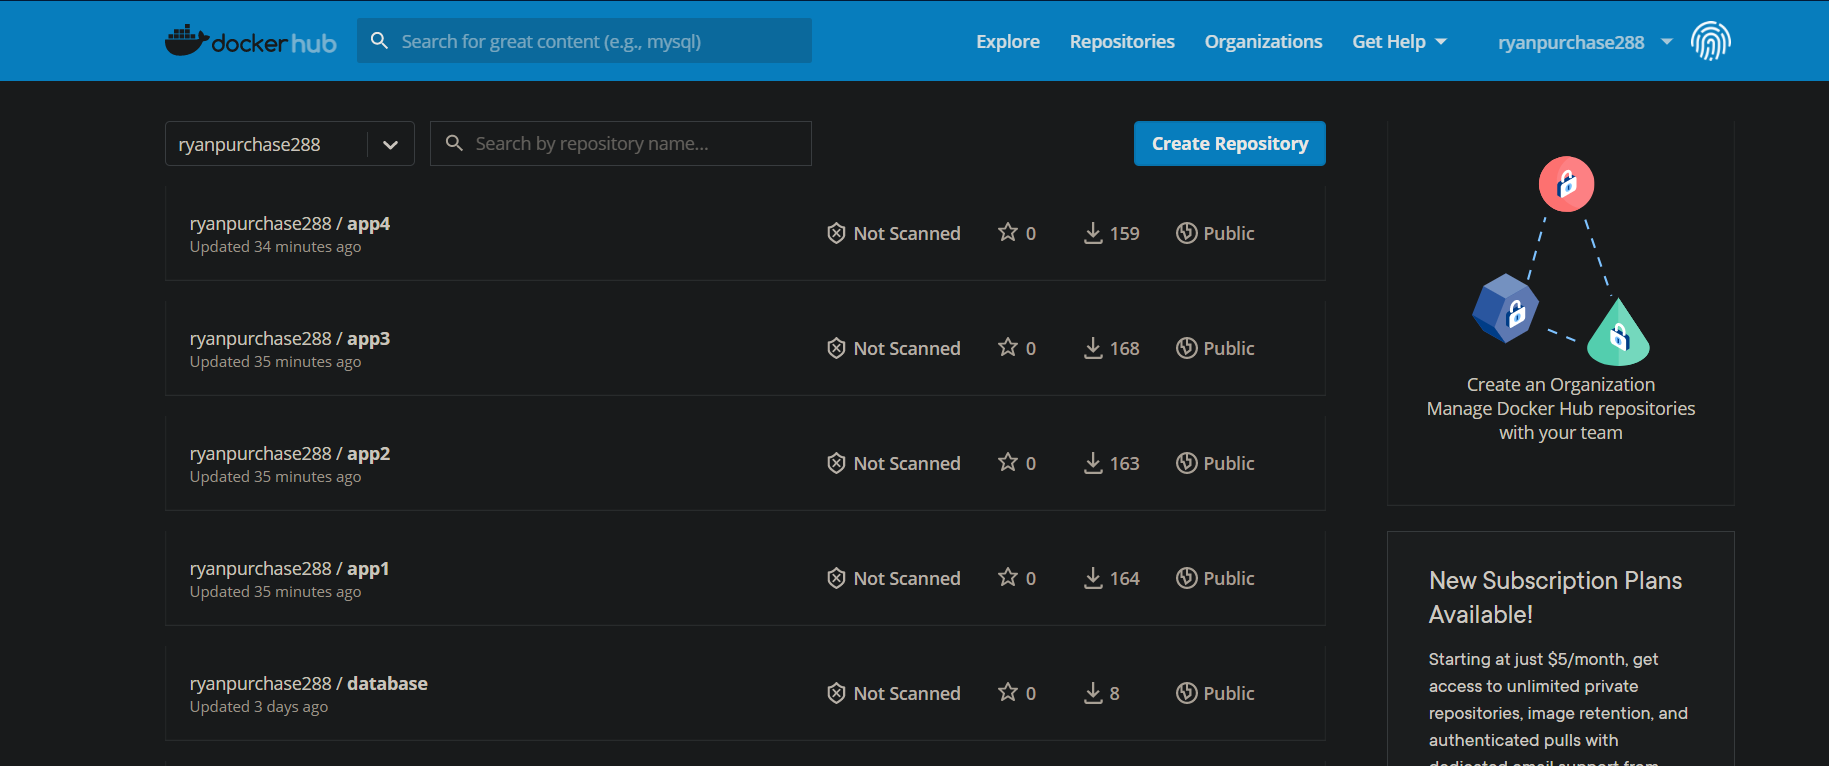 docker hub
Search for great content (e.g., mysql)
Explore
Repositories
Organizations
Get Help
ryanpurchase288
ryanpurchase288
Search by repository name...
Create Repository
ryanpurchase288 / app4
Updated 34 minutes ago
Not Scanned
0
159
Public
ryanpurchase288 / app3
Updated 35 minutes ago
Not Scanned
0
168
Public
ryanpurchase288 / app2
Updated 35 minutes ago
Not Scanned
0
163
Public
ryanpurchase288 / app1
Updated 35 minutes ago
Not Scanned
0
164
Public
ryanpurchase288 / database
Updated 3 days ago
Not Scanned
0
8
Public
Create an Organization
Manage Docker Hub repositories
with your team
New Subscription Plans
Available!
Starting at just $5/month, get
access to unlimited private
repositories, image retention, and
authenticated pulls with
dedicated email support from